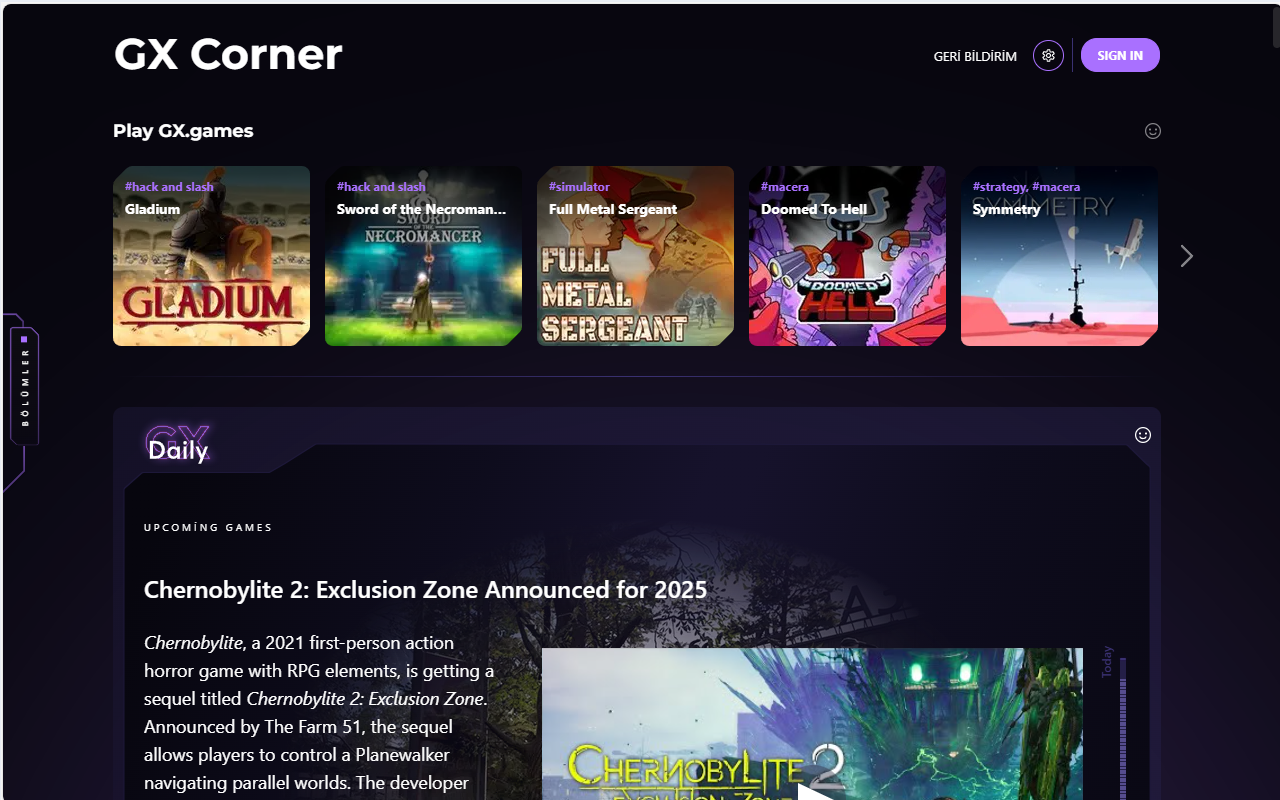 GX Corner
GERİ BİLDİRİM
SIGN IN
Play GX.games
#hack and slash
Gladium
GLADIUM
#hack and slash
Sword of the Necroman...
SWORD
OF THE
NECROMANCER
#simulator
Full Metal Sergeant
FULL
METAL
SERGEANT
#macera
Doomed To Hell
DOOMED
TO
HELL
#strategy, #macera
Symmetry
SYMMETRY
BÖLÜMLER
GX
Daily
UPCOMİNG GAMES
Chernobylite 2: Exclusion Zone Announced for 2025
Chernobylite, a 2021 first-person action
horror game with RPG elements, is getting a
sequel titled Chernobylite 2: Exclusion Zone.
Announced by The Farm 51, the sequel
allows players to control a Planewalker
navigating parallel worlds. The developer
Today
CHERNOBYLITE 2
EXCLUSION ZONE